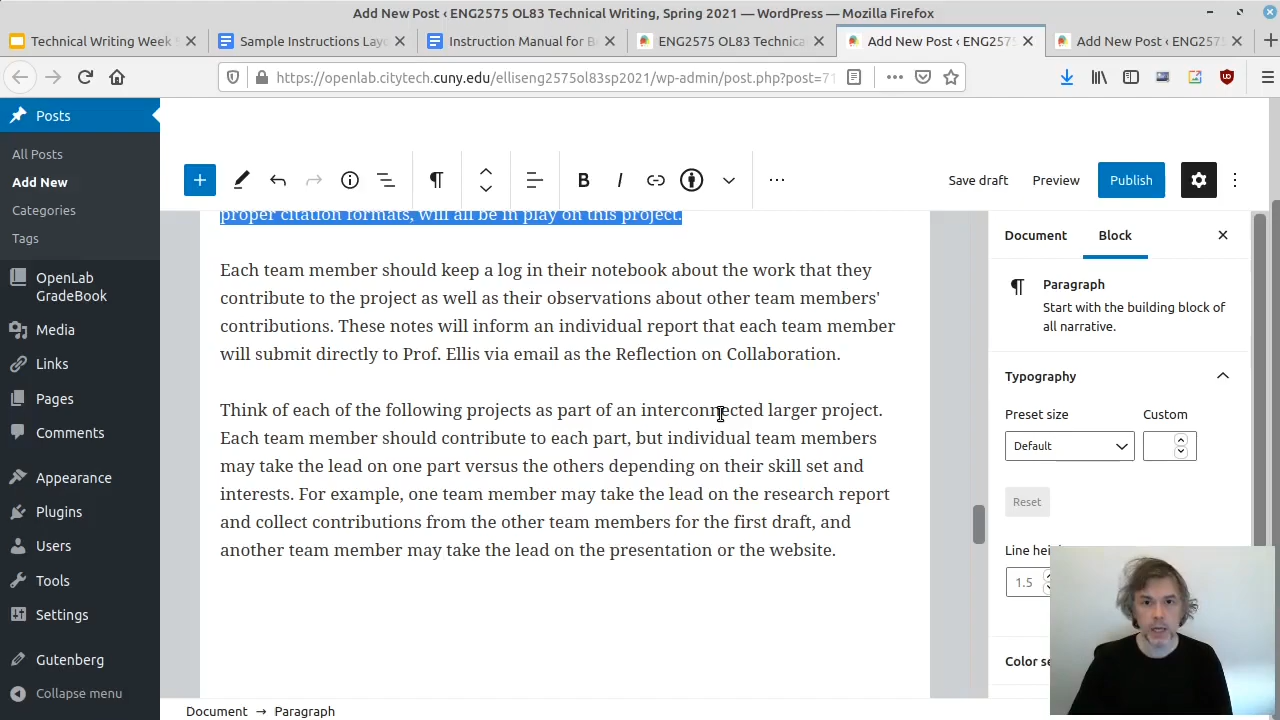 Add New Post ‹ ENG2575 OL83 Technical Writing, Spring 2021 — WordPress — Mozilla Firefox
Technical Writing Week
Sample Instructions Layo
Instruction Manual for B
ENG2575 OL83 Technica
Add New Post ‹ ENG2575
Add New Post ‹ ENG2575
https://openlab.citytech.cuny.edu/elliseng2575ol83sp2021/wp-admin/post.php?post=71
Posts
All Posts
Add New
Categories
Tags
OpenLab
GradeBook
Media
Links
Pages
Comments
Appearance
Plugins
Users
Tools
Settings
Gutenberg
Collapse menu
B I
Save draft
Preview
Publish
proper citation formats, will all be in play on this project.
Each team member should keep a log in their notebook about the work that they
contribute to the project as well as their observations about other team members'
contributions. These notes will inform an individual report that each team member
will submit directly to Prof. Ellis via email as the Reflection on Collaboration.
Think of each of the following projects as part of an interconnected larger project.
Each team member should contribute to each part, but individual team members
may take the lead on one part versus the others depending on their skill set and
interests. For example, one team member may take the lead on the research report
and collect contributions from the other team members for the first draft, and
another team member may take the lead on the presentation or the website.
Document
Block
Paragraph
Start with the building block of
all narrative.
Typography
Preset size
Custom
Default
Reset
Line hei
1.5
Color se
Document → Paragraph